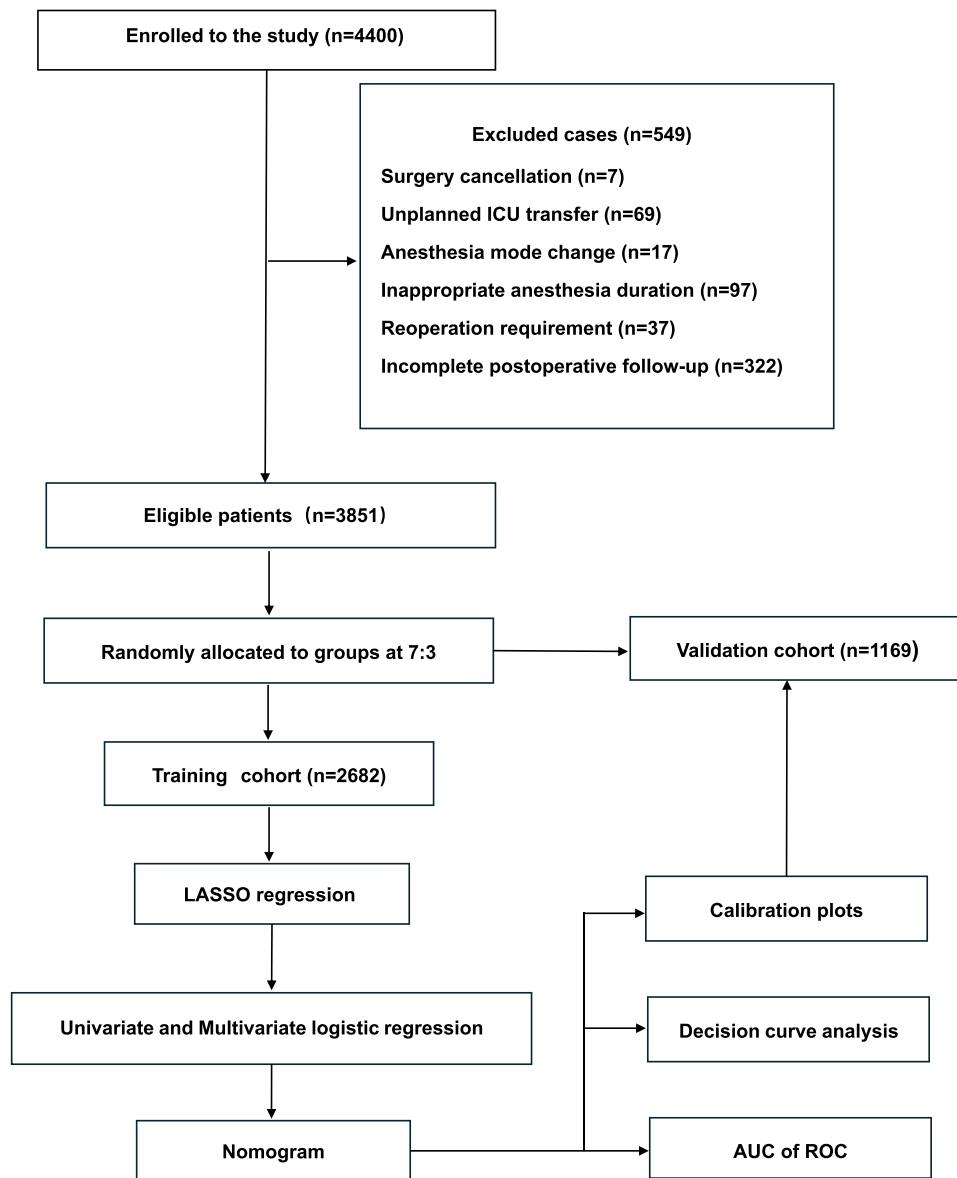 Enrolled to the study (n=4400)
Excluded cases (n=549)
Surgery cancellation (n=7)
Unplanned ICU transfer (n=69)
Anesthesia mode change (n=17)
Inappropriate anesthesia duration (n=97)
Reoperation requirement (n=37)
Incomplete postoperative follow-up (n=322)
Eligible patients（n=3851）
Randomly allocated to groups at 7:3
Validation cohort (n=1169)
Training cohort (n=2682)
LASSO regression
Calibration plots
Univariate and Multivariate logistic regression
Decision curve analysis
Nomogram
AUC of ROC